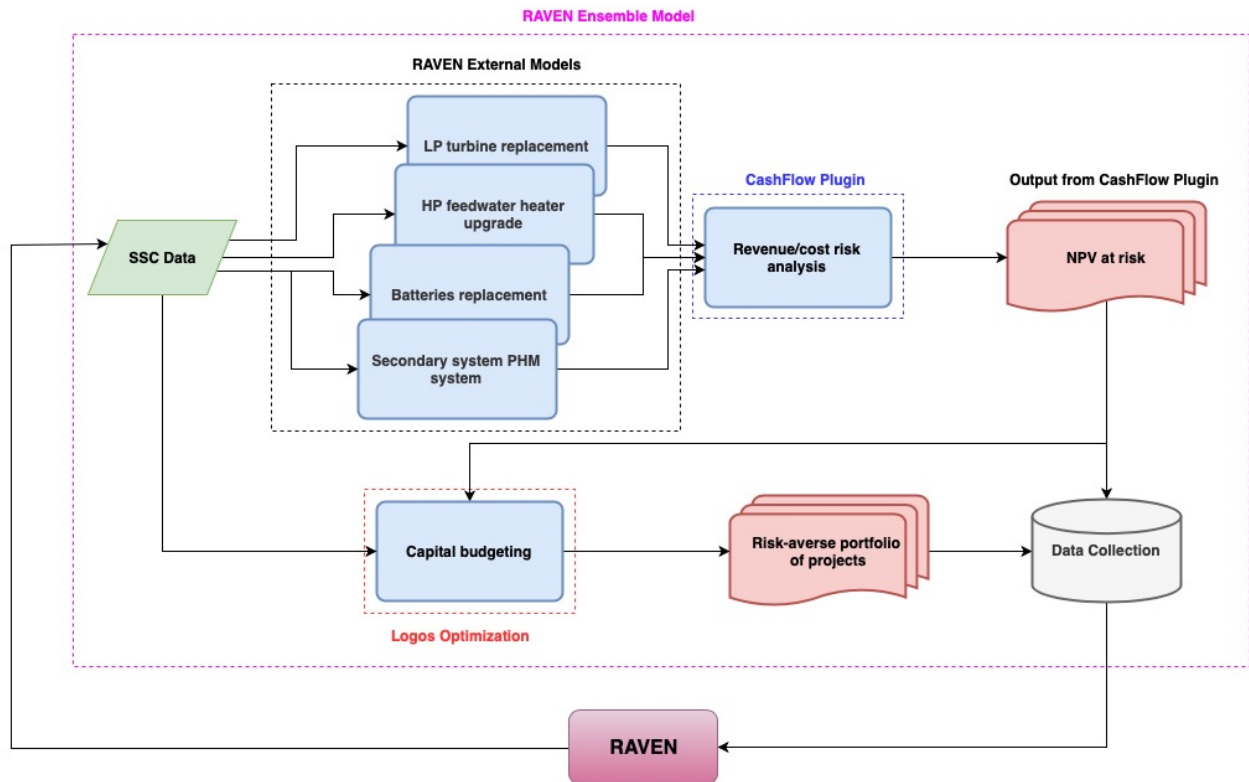 RAVEN Ensemble Model
RAVEN External Models
LP turbine replacement
HP feedwater heater
upgrade
Batteries replacement
Secondary system PHM
system
SSC Data
CashFlow Plugin
Revenue/cost risk
analysis
Output from CashFlow Plugin
NPV at risk
Capital budgeting
Logos Optimization
Risk-averse portfolio
of projects
Data Collection
RAVEN